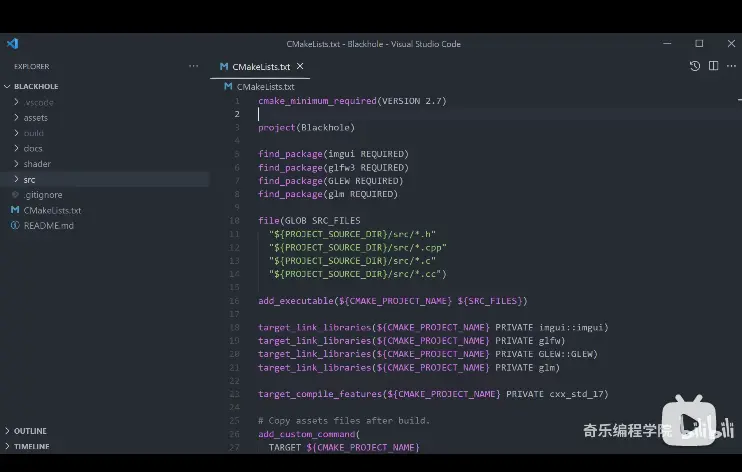 CMakeLists.txt - Blackhole - Visual Studio Code
EXPLORER
BLACKHOLE
.vscode
assets
build
docs
shader
src
.gitignore
CMakeLists.txt
README.md
OUTLINE
TIMELINE
CMakeLists.txt
CMakeLists.txt
1 cmake_minimum_required(VERSION 2.7)
2
3 project(Blackhole)
4
5 find_package(imgui REQUIRED)
6 find_package(glfw3 REQUIRED)
7 find_package(GLEW REQUIRED)
8 find_package(glm REQUIRED)
9
10 file(GLOB SRC_FILES
11 "${PROJECT_SOURCE_DIR}/src/*.h"
12 "${PROJECT_SOURCE_DIR}/src/*.cpp"
13 "${PROJECT_SOURCE_DIR}/src/*.c"
14 "${PROJECT_SOURCE_DIR}/src/*.cc")
15
16 add_executable(${CMAKE_PROJECT_NAME} ${SRC_FILES})
17
18 target_link_libraries(${CMAKE_PROJECT_NAME} PRIVATE imgui::imgui)
19 target_link_libraries(${CMAKE_PROJECT_NAME} PRIVATE glfw)
20 target_link_libraries(${CMAKE_PROJECT_NAME} PRIVATE GLEW::GLEW)
21 target_link_libraries(${CMAKE_PROJECT_NAME} PRIVATE glm)
22
23 target_compile_features(${CMAKE_PROJECT_NAME} PRIVATE cxx_std_17)
24
25 # Copy assets files after build.
26 add_custom_command(
27 TARGET ${CMAKE_PROJECT_NAME}
奇乐编程学院 bilibili